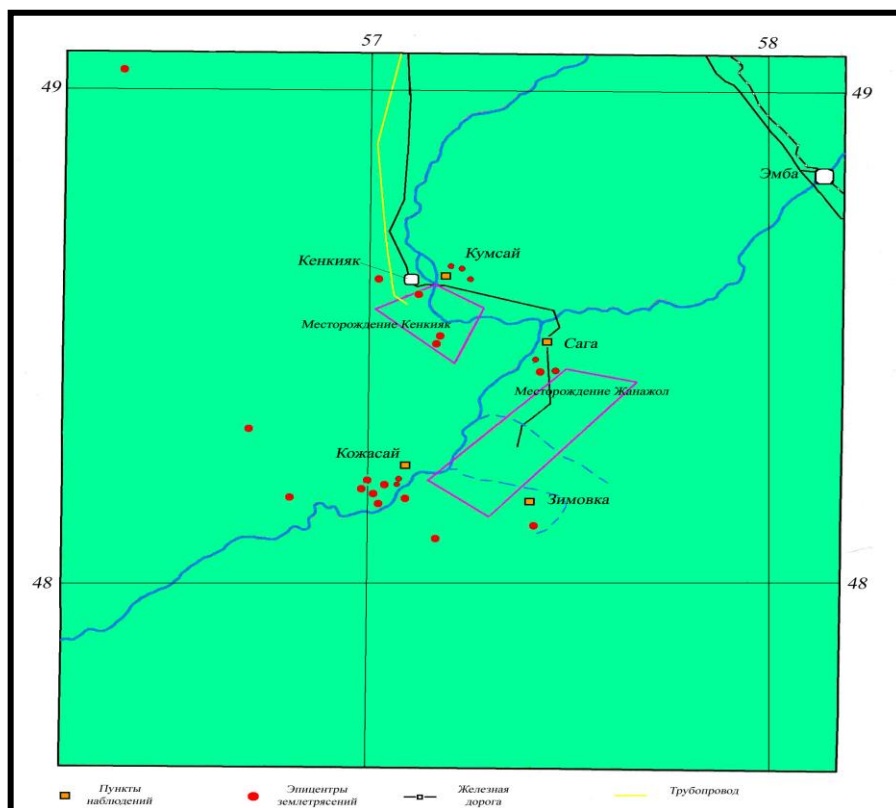 57
58
49
49
Эмба
Кумсай
Кенкияк
Месторождение Кенкияк
Сага
Месторождение Жанажол
Кожасай
Зимовка
48
48
Пункты
наблюдений
Эпицентры
землетрясений
Железная
дорога
Трубопровод